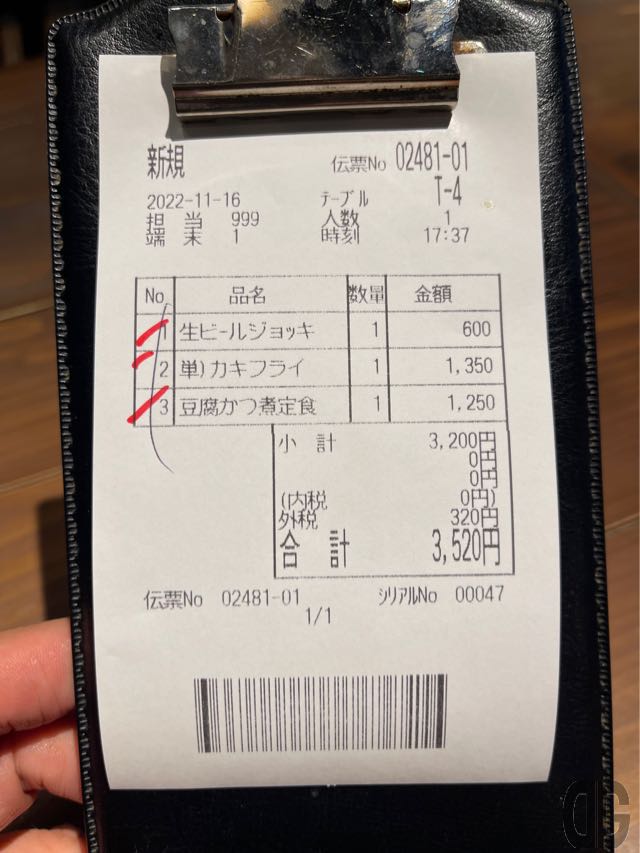 新規 伝票No 02481-01
2022-11-16 テーブル T-4
担当 999 人数 1
端末 1 時刻 17:37
No 品名 数量 金額
1 生ビールジョッキ 1 600
2 単)カキフライ 1 1,350
3 豆腐かつ煮定食 1 1,250
小計 3,200円
0円
0円
(内税 0円)
外税 320円
合計 3,520円
伝票No 02481-01 シリアルNo 00047
1/1